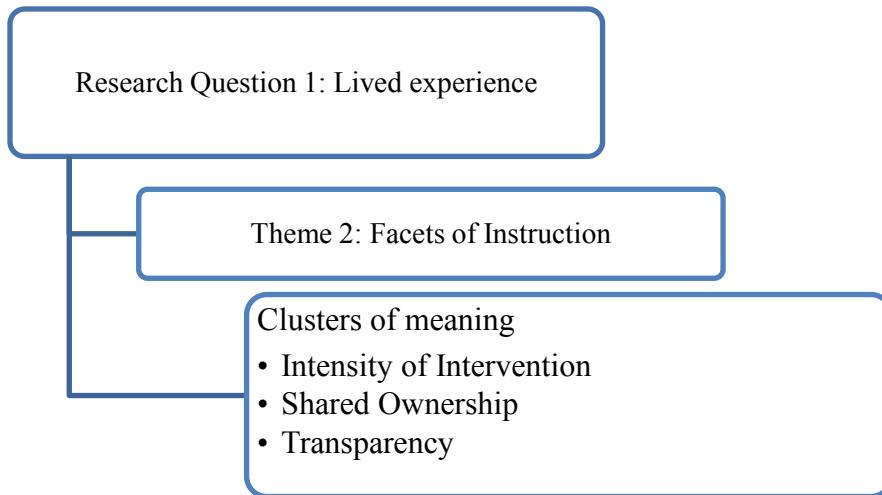 Research Question 1: Lived experience
Theme 2: Facets of Instruction
Clusters of meaning
• Intensity of Intervention
• Shared Ownership
• Transparency